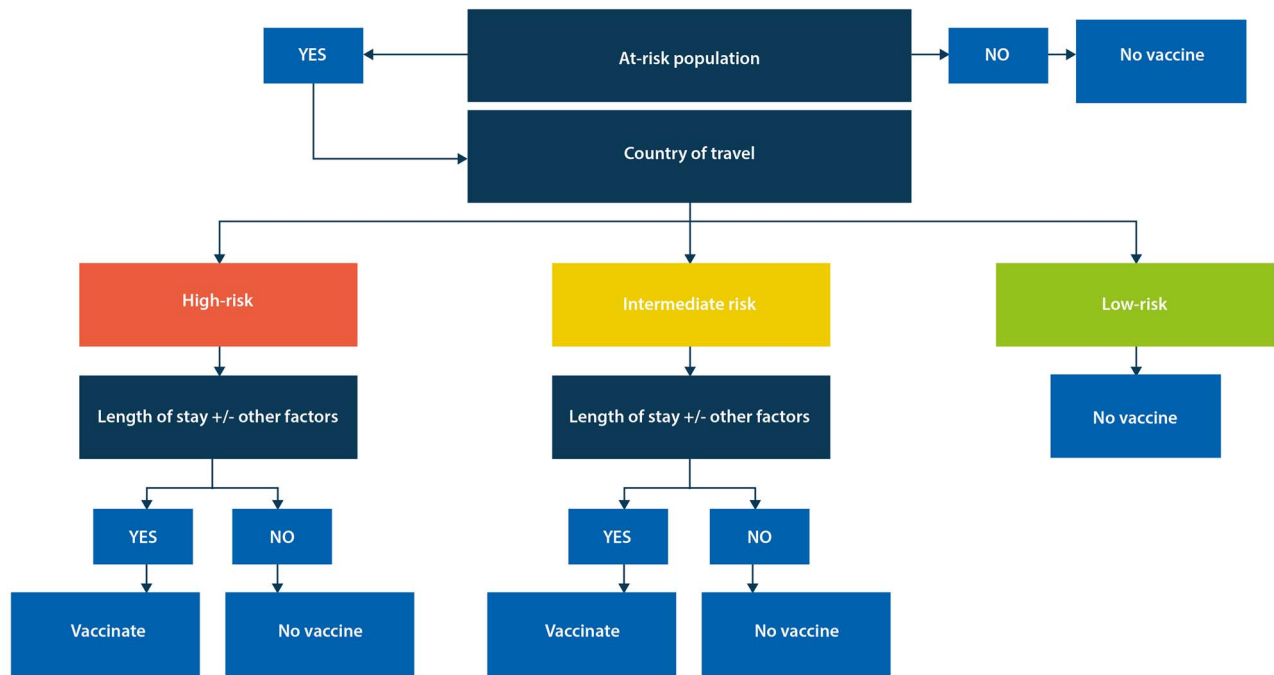 YES
At-risk population
NO
No vaccine
Country of travel
High-risk
Intermediate risk
Low-risk
Length of stay +/- other factors
Length of stay +/- other factors
No vaccine
YES
NO
YES
NO
Vaccinate
No vaccine
Vaccinate
No vaccine